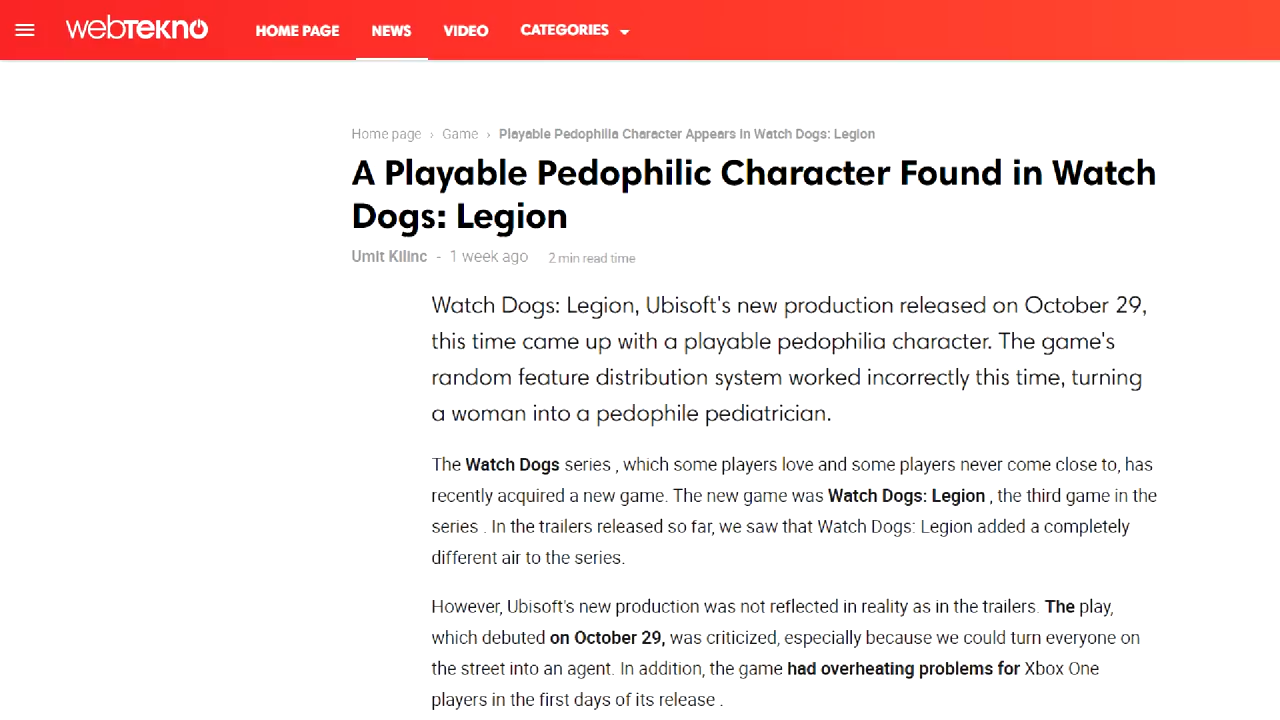 webTEKNO HOME PAGE NEWS VIDEO CATEGORIES
Home page › Game › Playable Pedophilia Character Appears in Watch Dogs: Legion
A Playable Pedophilic Character Found in Watch
Dogs: Legion
Umit Kilinc - 1 week ago 2 min read time
Watch Dogs: Legion, Ubisoft's new production released on October 29,
this time came up with a playable pedophilia character. The game's
random feature distribution system worked incorrectly this time, turning
a woman into a pedophile pediatrician.
The Watch Dogs series , which some players love and some players never come close to, has
recently acquired a new game. The new game was Watch Dogs: Legion , the third game in the
series . In the trailers released so far, we saw that Watch Dogs: Legion added a completely
different air to the series.
However, Ubisoft's new production was not reflected in reality as in the trailers. The play,
which debuted on October 29, was criticized, especially because we could turn everyone on
the street into an agent. In addition, the game had overheating problems for Xbox One
players in the first days of its release .